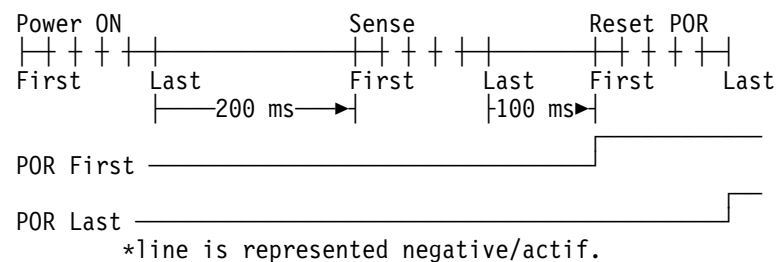 Power ON Sense Reset POR
First Last First Last First Last
200 ms 100 ms
POR First
POR Last
*line is represented negative/actif.